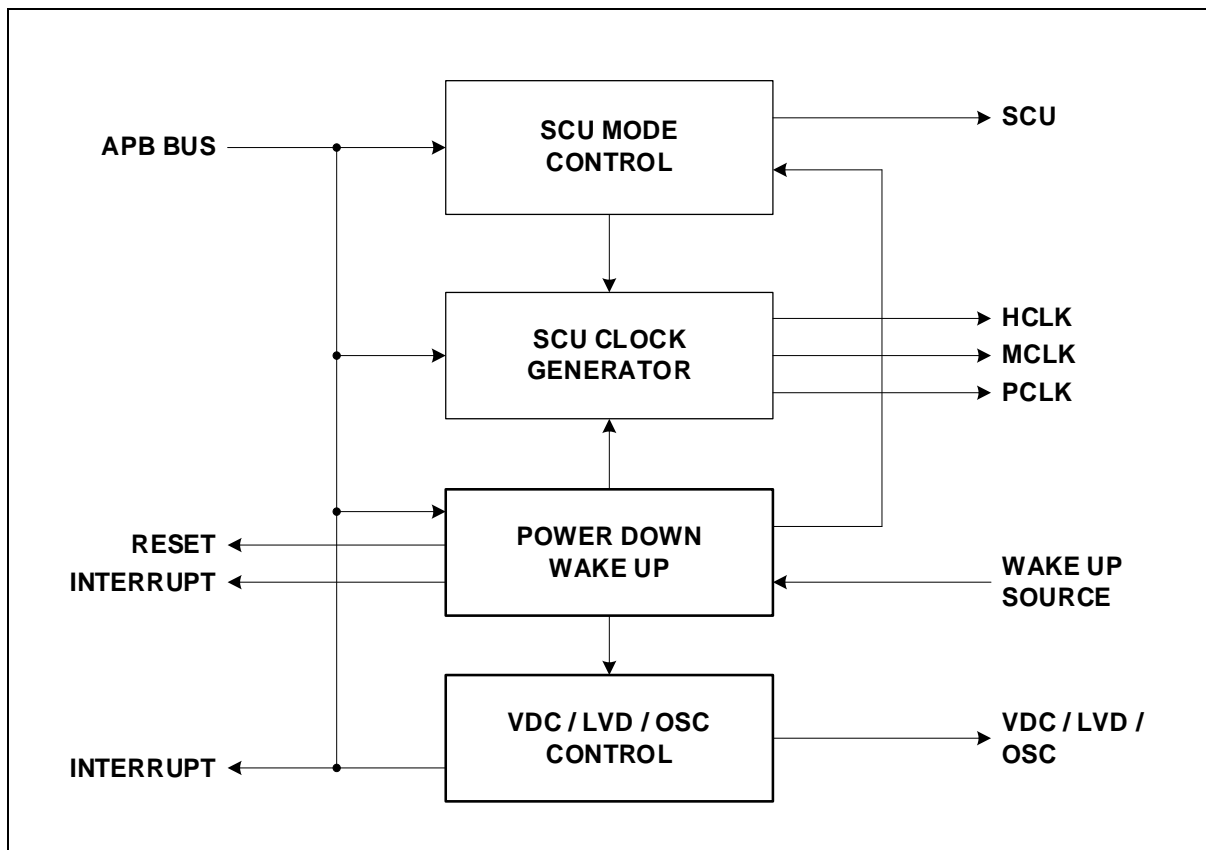 APB BUS
SCU MODE
CONTROL
SCU
SCU CLOCK
GENERATOR
HCLK
MCLK
PCLK
RESET
INTERRUPT
POWER DOWN
WAKE UP
WAKE UP
SOURCE
INTERRUPT
VDC / LVD / OSC
CONTROL
VDC / LVD /
OSC